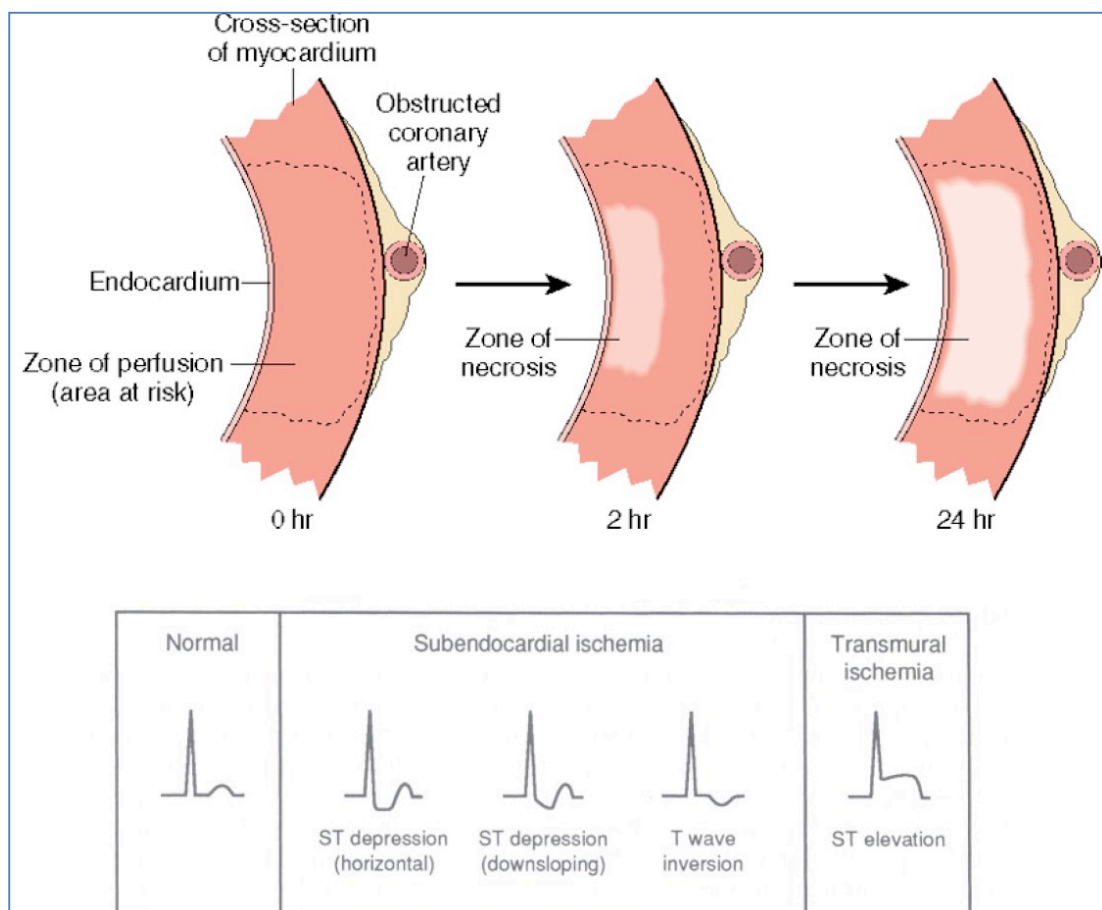 Cross-section
of myocardium
Obstructed
coronary
artery
Endocardium
Zone of perfusion
(area at risk)
Zone of
necrosis
Zone of
necrosis
0 hr
2 hr
24 hr
Normal
Subendocardial ischemia
Transmural
ischemia
ST depression
(horizontal)
ST depression
(downsloping)
T wave
inversion
ST elevation